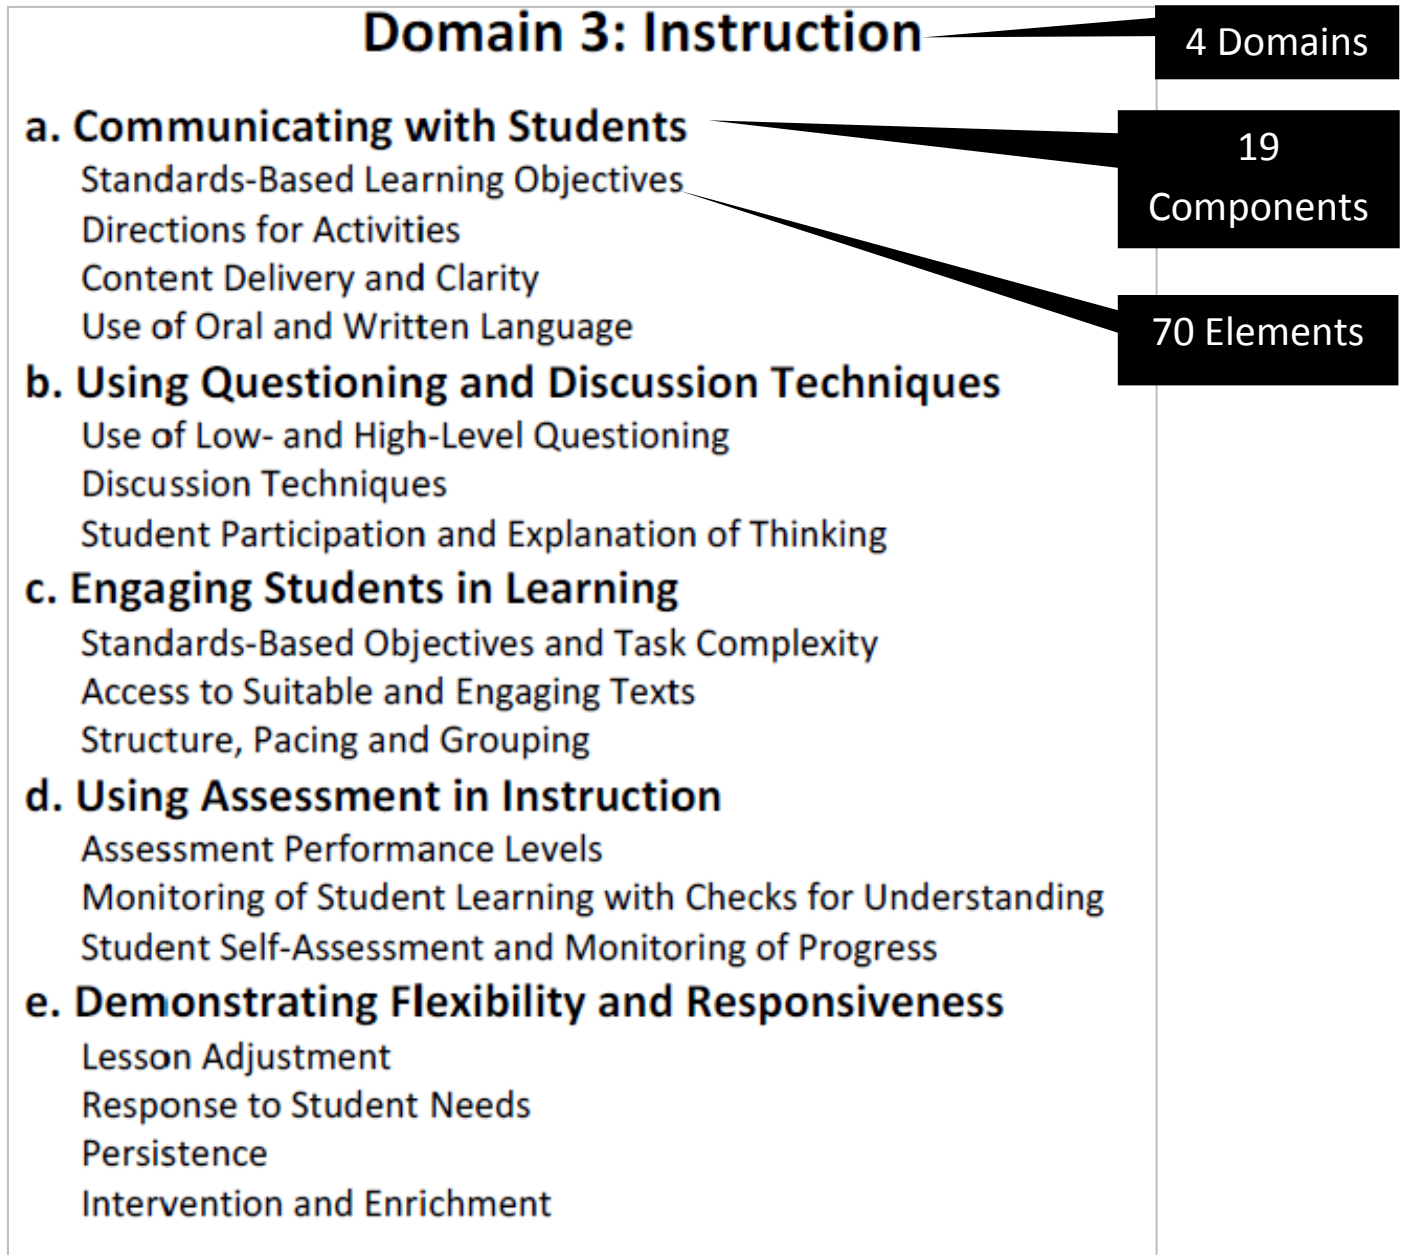 Domain 3: Instruction
4 Domains
a. Communicating with Students
19
Components
Standards-Based Learning Objectives
Directions for Activities
Content Delivery and Clarity
Use of Oral and Written Language
70 Elements
b. Using Questioning and Discussion Techniques
Use of Low- and High-Level Questioning
Discussion Techniques
Student Participation and Explanation of Thinking
c. Engaging Students in Learning
Standards-Based Objectives and Task Complexity
Access to Suitable and Engaging Texts
Structure, Pacing and Grouping
d. Using Assessment in Instruction
Assessment Performance Levels
Monitoring of Student Learning with Checks for Understanding
Student Self-Assessment and Monitoring of Progress
e. Demonstrating Flexibility and Responsiveness
Lesson Adjustment
Response to Student Needs
Persistence
Intervention and Enrichment